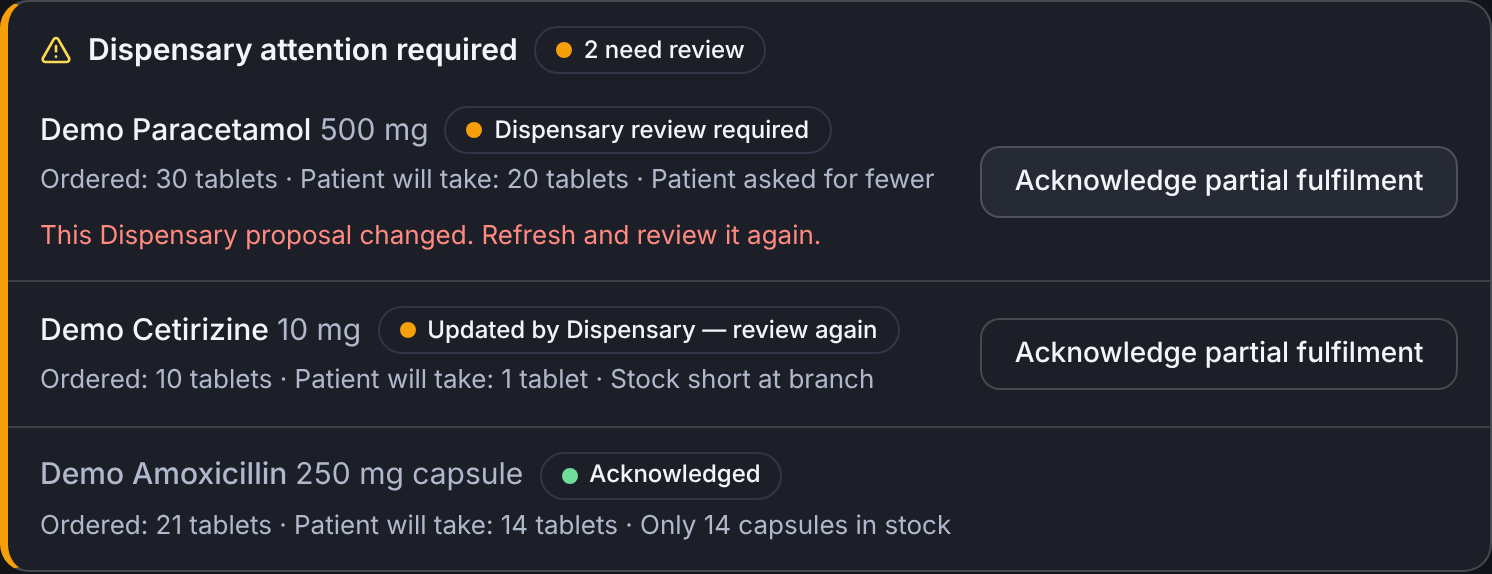 Dispensary attention required 2 need review
Demo Paracetamol 500 mg Dispensary review required
Ordered: 30 tablets · Patient will take: 20 tablets · Patient asked for fewer
Acknowledge partial fulfilment
This Dispensary proposal changed. Refresh and review it again.
Demo Cetirizine 10 mg Updated by Dispensary — review again
Ordered: 10 tablets · Patient will take: 1 tablet · Stock short at branch
Acknowledge partial fulfilment
Demo Amoxicillin 250 mg capsule Acknowledged
Ordered: 21 tablets · Patient will take: 14 tablets · Only 14 capsules in stock